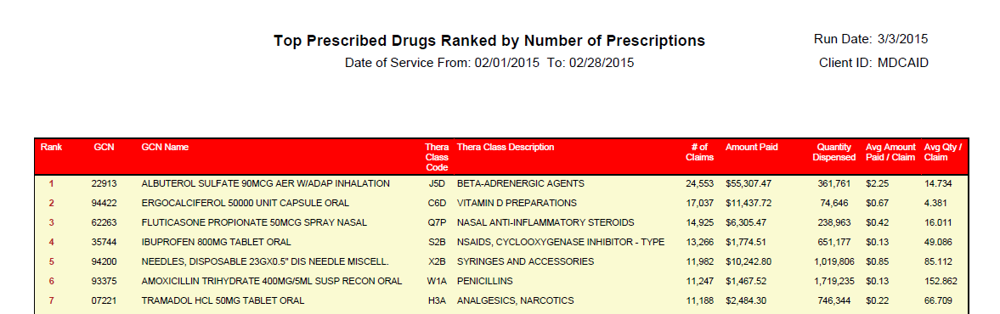 Top Prescribed Drugs Ranked by Number of Prescriptions Run Date: 3/3/2015
Date of Service From: 02/01/2015 To: 02/28/2015 Client ID: MDCAID
Rank GCN GCN Name Thera Class Code Thera Class Description # of Claims Amount Paid Quantity Dispensed Avg Amount Paid / Claim Avg Qty / Claim
1 22913 ALBUTEROL SULFATE 90MCG AER W/ADAP INHALATION J5D BETA-ADRENERGIC AGENTS 24,553 $55,307.47 361,761 $2.25 14.734
2 94422 ERGOCALCIFEROL 50000 UNIT CAPSULE ORAL C6D VITAMIN D PREPARATIONS 17,037 $11,437.72 74,646 $0.67 4.381
3 62263 FLUTICASONE PROPIONATE 50MCG SPRAY NASAL Q7P NASAL ANTI-INFLAMMATORY STEROIDS 14,925 $6,305.47 238,963 $0.42 16.011
4 35744 IBUPROFEN 800MG TABLET ORAL S2B NSAIDS, CYCLOOXYGENASE INHIBITOR - TYPE 13,266 $1,774.51 651,177 $0.13 49.086
5 94200 NEEDLES, DISPOSABLE 23GX0.5" DIS NEEDLE MISCELL. X2B SYRINGES AND ACCESSORIES 11,982 $10,242.80 1,019,806 $0.85 85.112
6 93375 AMOXICILLIN TRIHYDRATE 400MG/5ML SUSP RECON ORAL W1A PENICILLINS 11,247 $1,467.52 1,719,235 $0.13 152.862
7 07221 TRAMADOL HCL 50MG TABLET ORAL H3A ANALGESICS, NARCOTICS 11,188 $2,484.30 746,344 $0.22 66.709